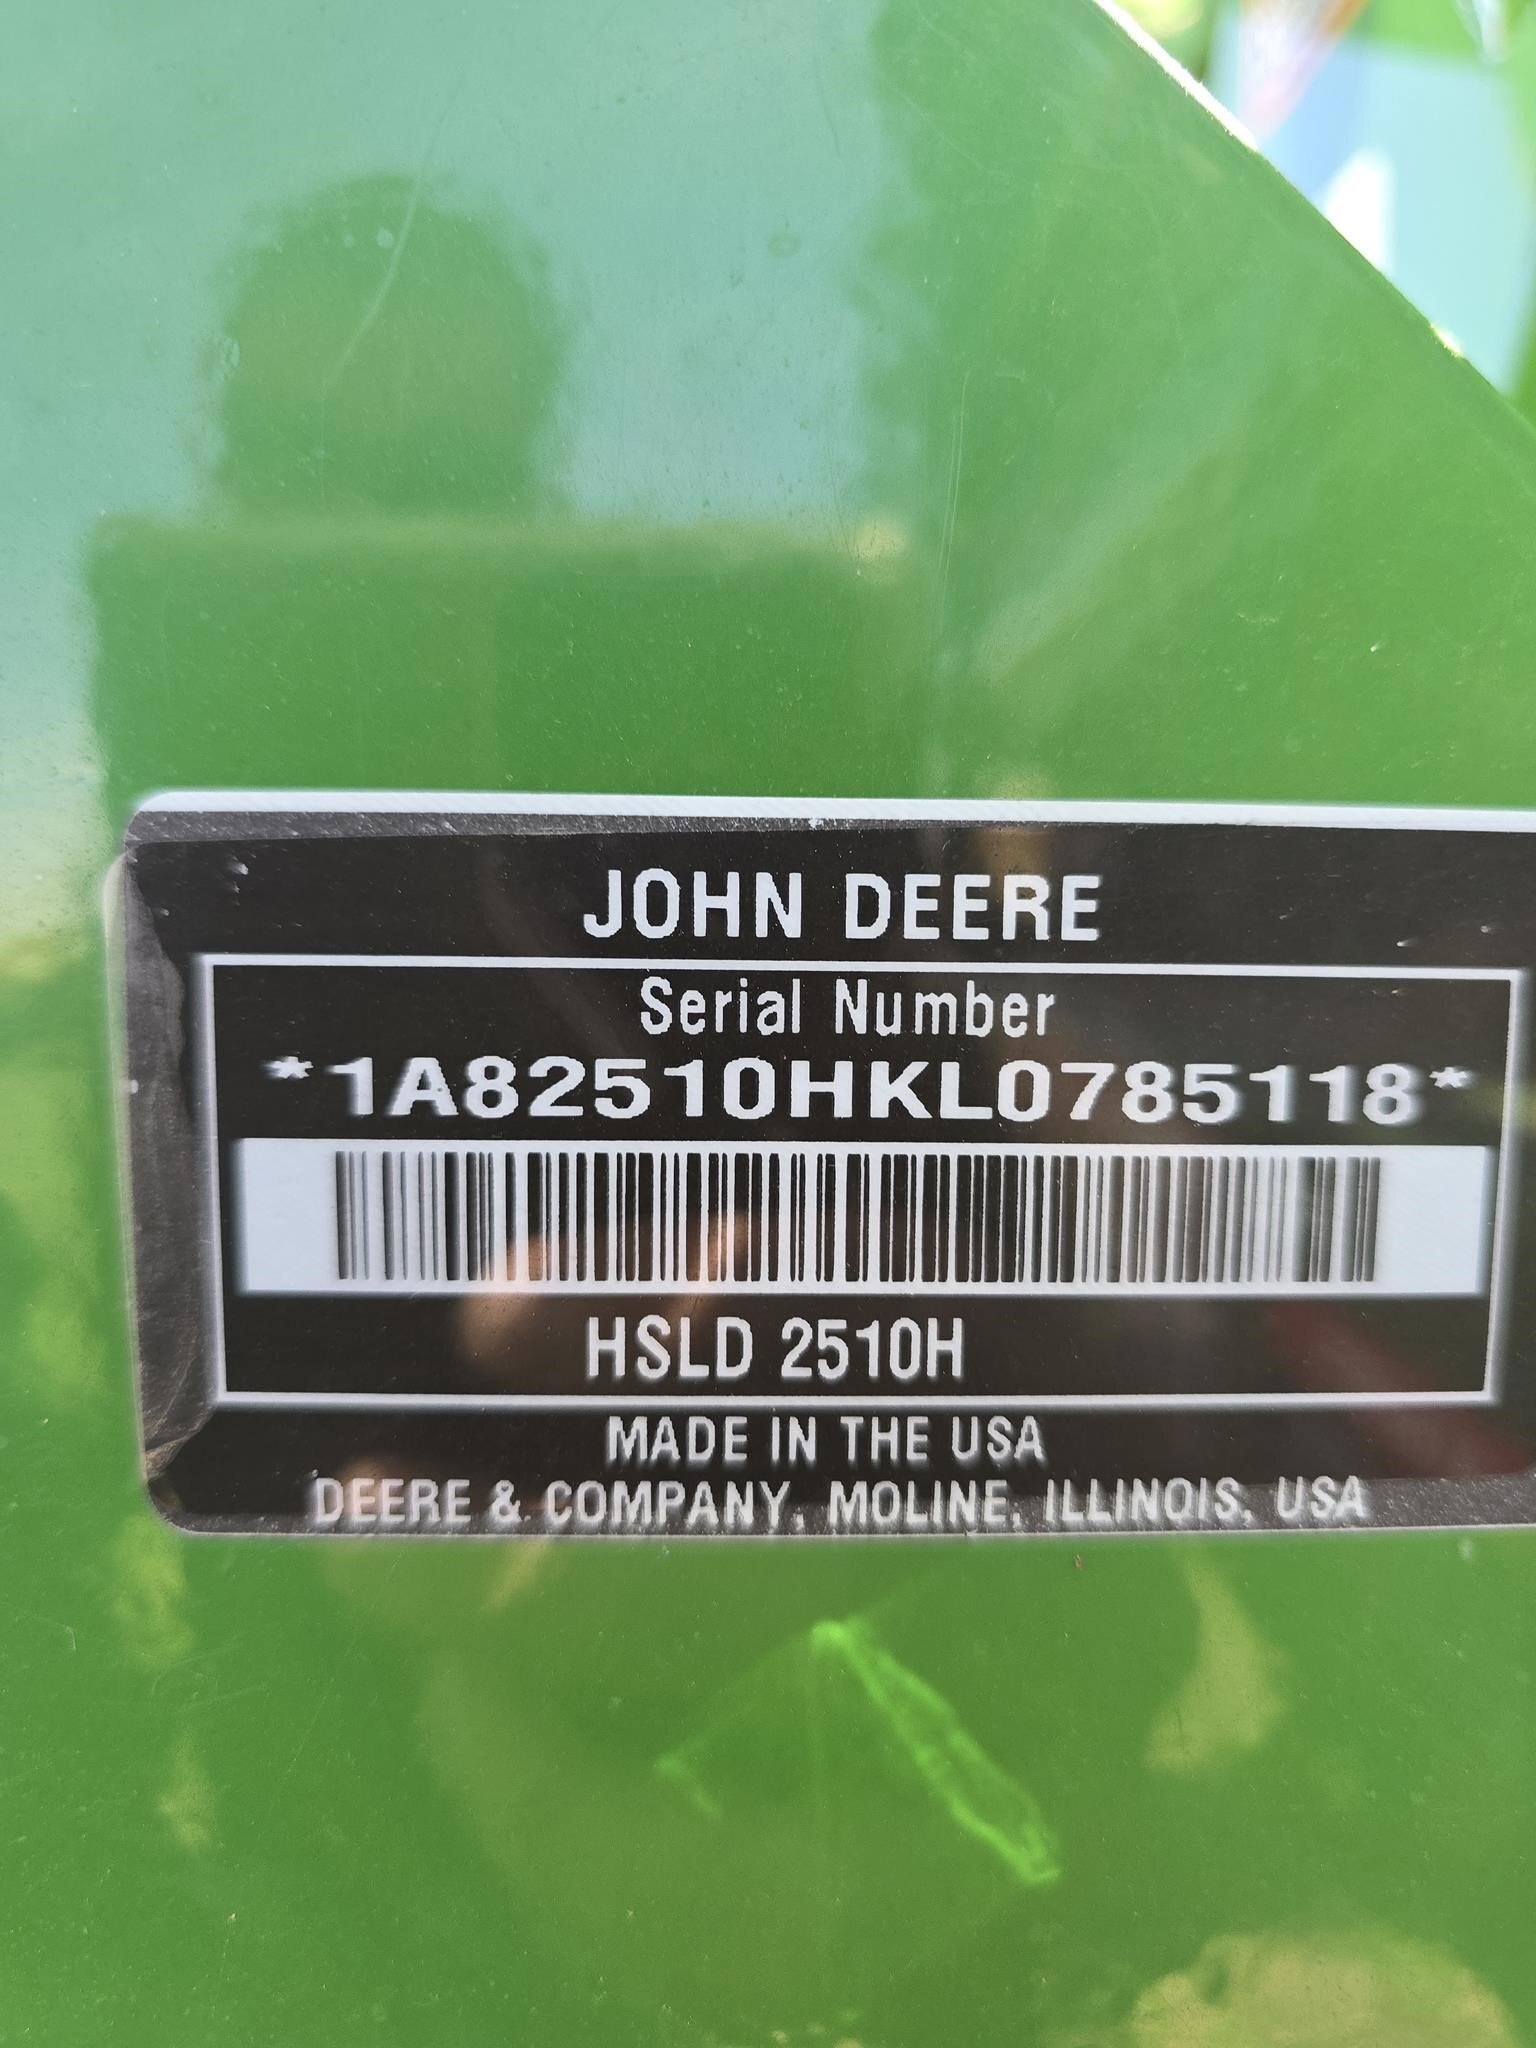 JOHN DEERE
Serial Number
*1A82510HKL0785118*
HSLD 2510H
MADE IN THE USA
DEERE & COMPANY, MOLINE, ILLINOIS, USA